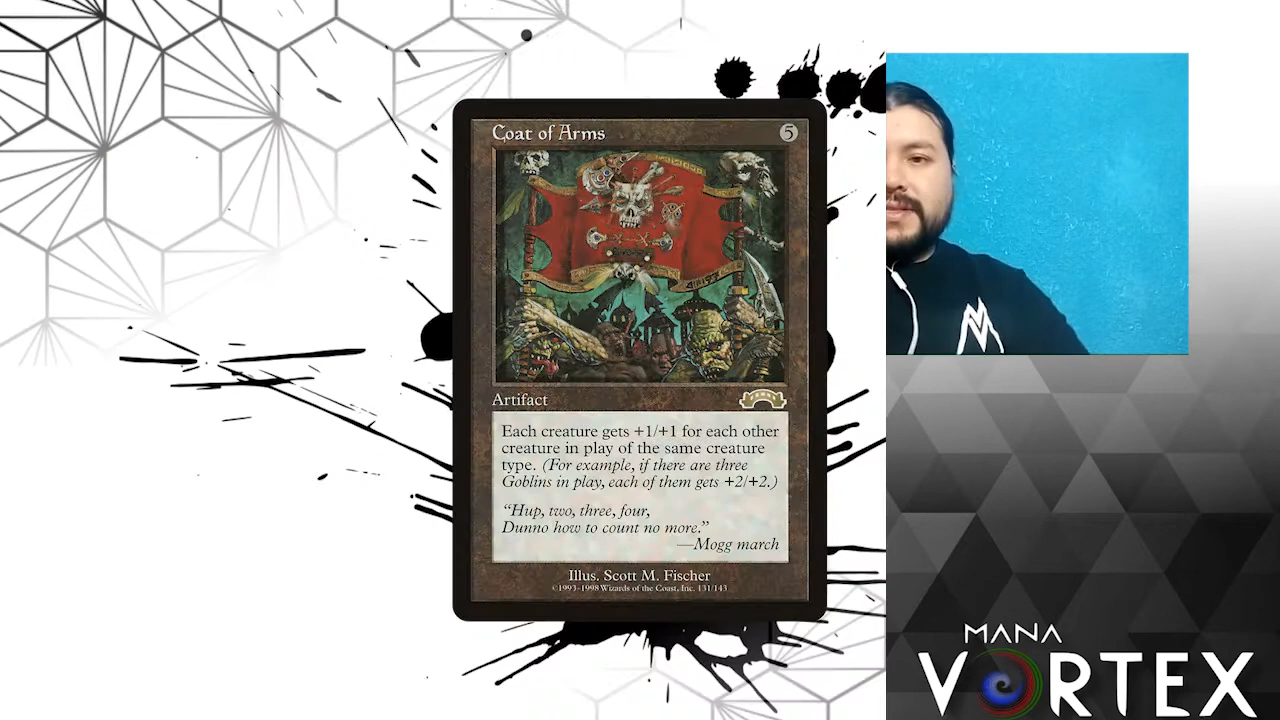 Coat of Arms
5
Artifact
Each creature gets +1/+1 for each other
creature in play of the same creature
type. (For example, if there are three
Goblins in play, each of them gets +2/+2.)
“Hup, two, three, four,
Dunno how to count no more.”
—Mogg march
Illus. Scott M. Fischer
©1993-1998 Wizards of the Coast, Inc. 131/143
MANA
VORTEX